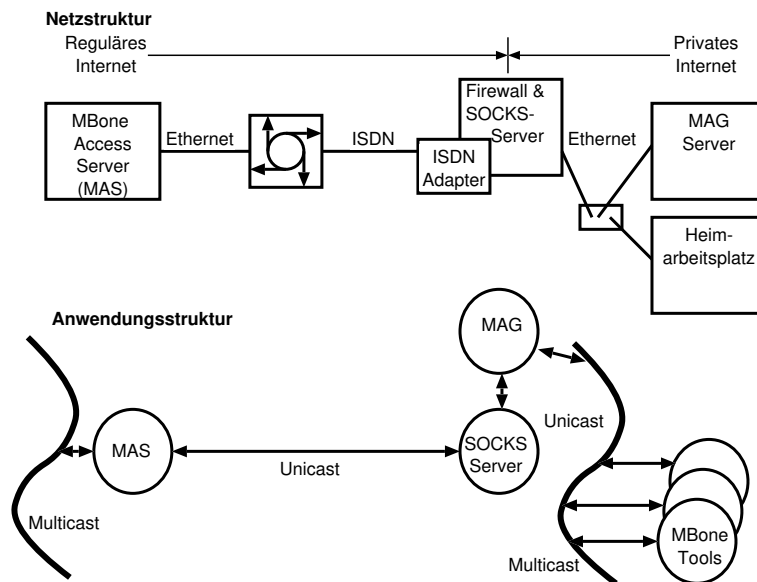 Netzstruktur
Reguläres
Internet
Privates
Internet
MBone
Access
Server
(MAS)
Ethernet
ISDN
Firewall &
SOCKS-
Server
ISDN
Adapter
Ethernet
MAG
Server
Heim-
arbeitsplatz
Anwendungsstruktur
MAG
Unicast
MAS
Unicast
SOCKS
Server
Multicast
MBone
Tools
Multicast